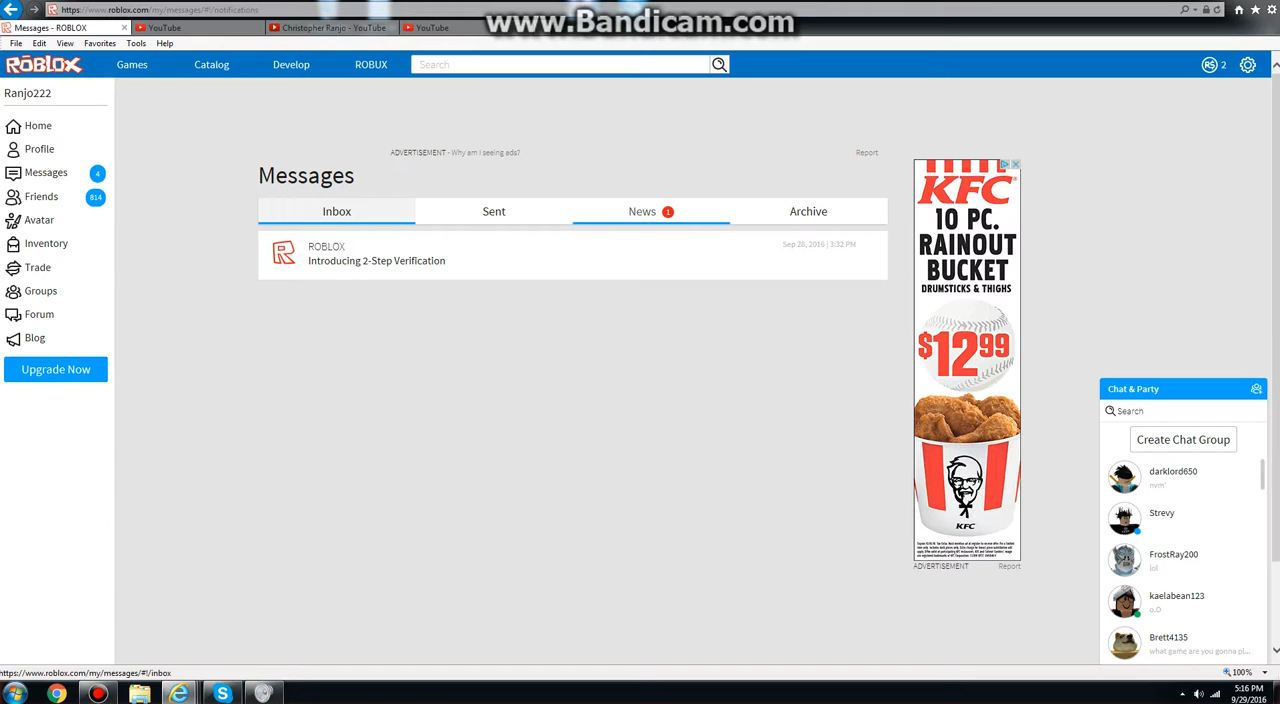 https://www.roblox.com/my/messages/#!/notifications
www.Bandicam.com
Messages - ROBLOX
YouTube
Christopher Ranjo - YouTube
YouTube
File Edit View Favorites Tools Help
ROBLOX
Games
Catalog
Develop
ROBUX
Search
R$ 2
Ranjo222
Home
Profile
Messages 4
Friends 814
Avatar
Inventory
Trade
Groups
Forum
Blog
Upgrade Now
ADVERTISEMENT - Why am I seeing ads?
Report
Messages
Inbox
Sent
News 1
Archive
ROBLOX
Sep 28, 2016 | 3:32 PM
Introducing 2-Step Verification
KFC
10 PC.
RAINOUT
BUCKET
DRUMSTICKS & THIGHS
$12.99
KFC
ADVERTISEMENT
Report
Chat & Party
Search
Create Chat Group
darklord650
nvm'
Strevy
FrostRay200
lol
kaelabean123
o.O
Brett4135
what game are you gonna pl...
https://www.roblox.com/my/messages/#!/inbox
100%
5:16 PM
9/29/2016